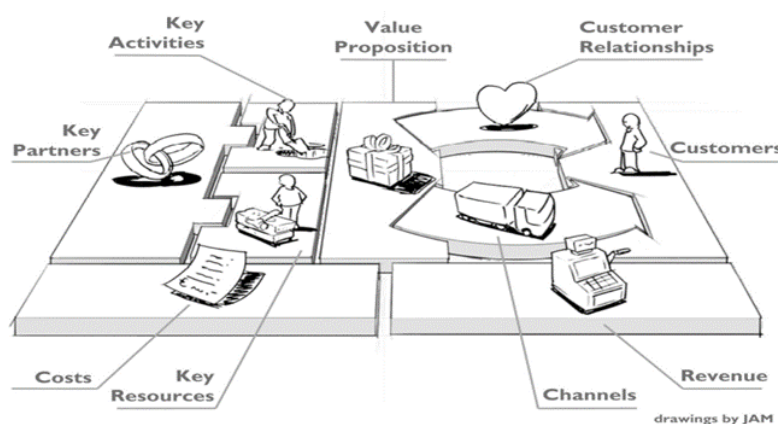 Key
Activities
Value
Proposition
Customer
Relationships
Key
Partners
Customers
Costs
Key
Resources
Channels
Revenue
drawings by JAM